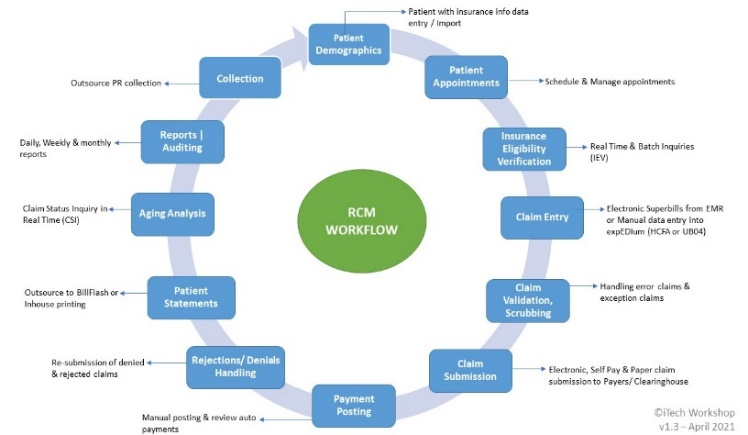 Patient
Demographics
Patient with insurance info data
entry / Import
Patient
Appointments
Schedule & Manage appointments
Insurance
Eligibility
Verification
Real Time & Batch Inquiries
(IEV)
Claim Entry
Electronic Superbills from EMR
or Manual data entry into
expEDIum (HCFA or UB04)
Claim
Validation,
Scrubbing
Handling error claims &
exception claims
Claim
Submission
Electronic, Self Pay & Paper claim
submission to Payers/ Clearinghouse
Payment
Posting
Manual posting & review auto
payments
Rejections/ Denials
Handling
Re-submission of denied
& rejected claims
Patient
Statements
Outsource to BillFlash or
Inhouse printing
Aging Analysis
Claim Status Inquiry in
Real Time (CSI)
Reports |
Auditing
Daily, Weekly & monthly
reports
Collection
Outsource PR collection
RCM
WORKFLOW
©iTech Workshop
v1.3 – April 2021